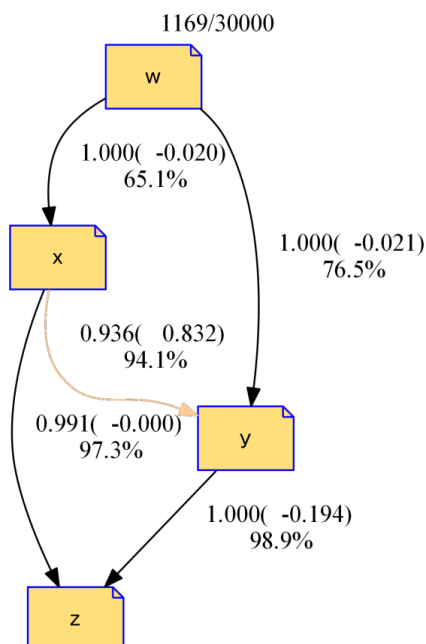 1169/30000
w
1.000( -0.020)
65.1%
x
1.000( -0.021)
76.5%
0.936( 0.832)
94.1%
0.991( -0.000)
97.3%
y
1.000( -0.194)
98.9%
z